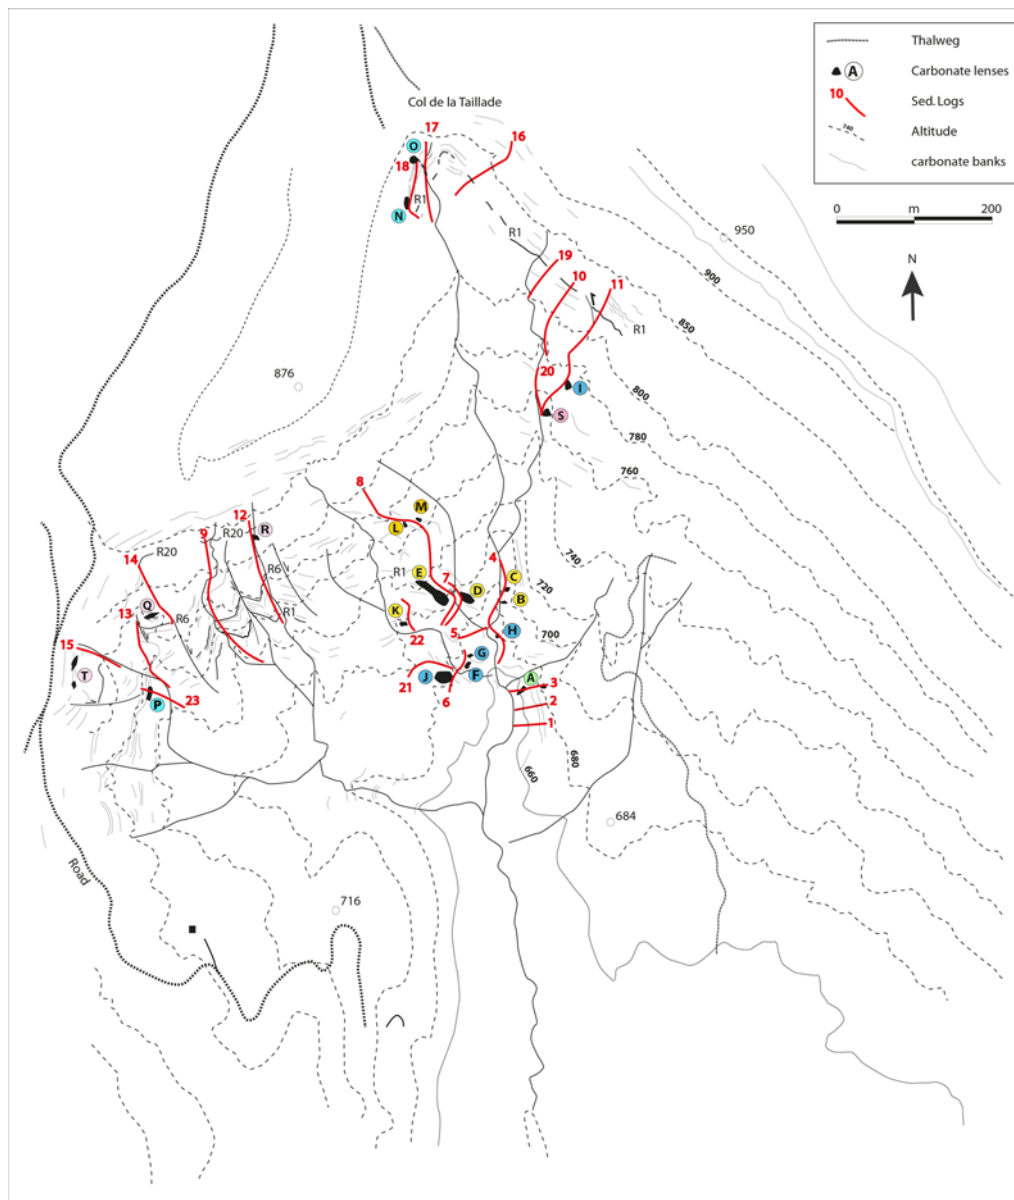 Thalweg
A Carbonate lenses
10 Sed. Logs
740 Altitude
carbonate banks
0 m 200
N
Col de la Taillade
17
O
16
18
R1
N
950
R1
19
900
10
11
850
R1
20
876
I
800
S
780
760
8
M
12
L
R
9
R20
R20
4
740
14
R6
R1
E
7
C
720
D
B
Q
K
R1
13
R6
H
700
5
22
15
G
T
J
F
A
3
21
2
P
23
6
1
680
660
684
Road
716